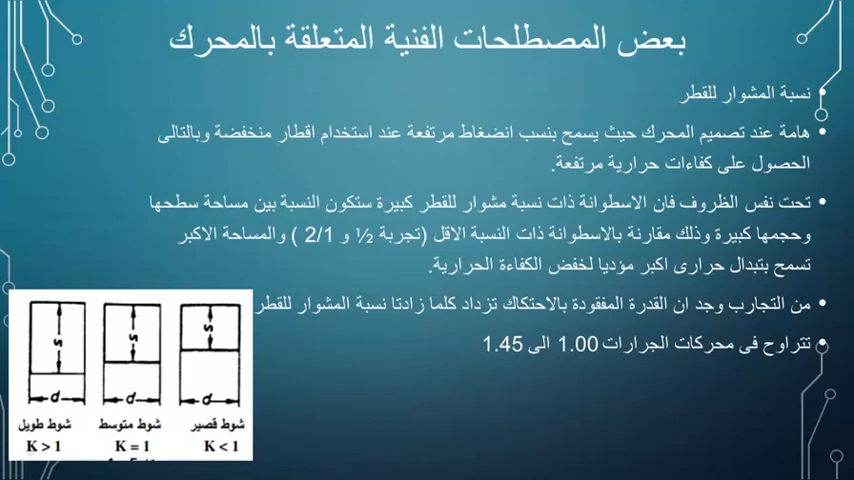 بعض المصطلحات الفنية المتعلقة بالمحرك
• نسبة المشوار للقطر
• هامة عند تصميم المحرك حيث يسمح بنسب انضغاط مرتفعة عند استخدام اقطار منخفضة وبالتالى
الحصول على كفاءات حرارية مرتفعة.
• تحت نفس الظروف فان الاسطوانة ذات نسبة مشوار للقطر كبيرة ستكون النسبة بين مساحة سطحها
وحجمها كبيرة وذلك مقارنة بالاسطوانة ذات النسبة الاقل (تجربة ½ و 2/1 ) والمساحة الاكبر
تسمح بتبدال حرارى اكبر مؤديا لخفض الكفاءة الحرارية.
• من التجارب وجد ان القدرة المفقودة بالاحتكاك تزداد كلما زادتا نسبة المشوار للقطر
• تتراوح فى محركات الجرارات 1.00 الى 1.45
s s s
d d d
شوط قصير شوط متوسط شوط طويل
K < 1 K = 1 K > 1